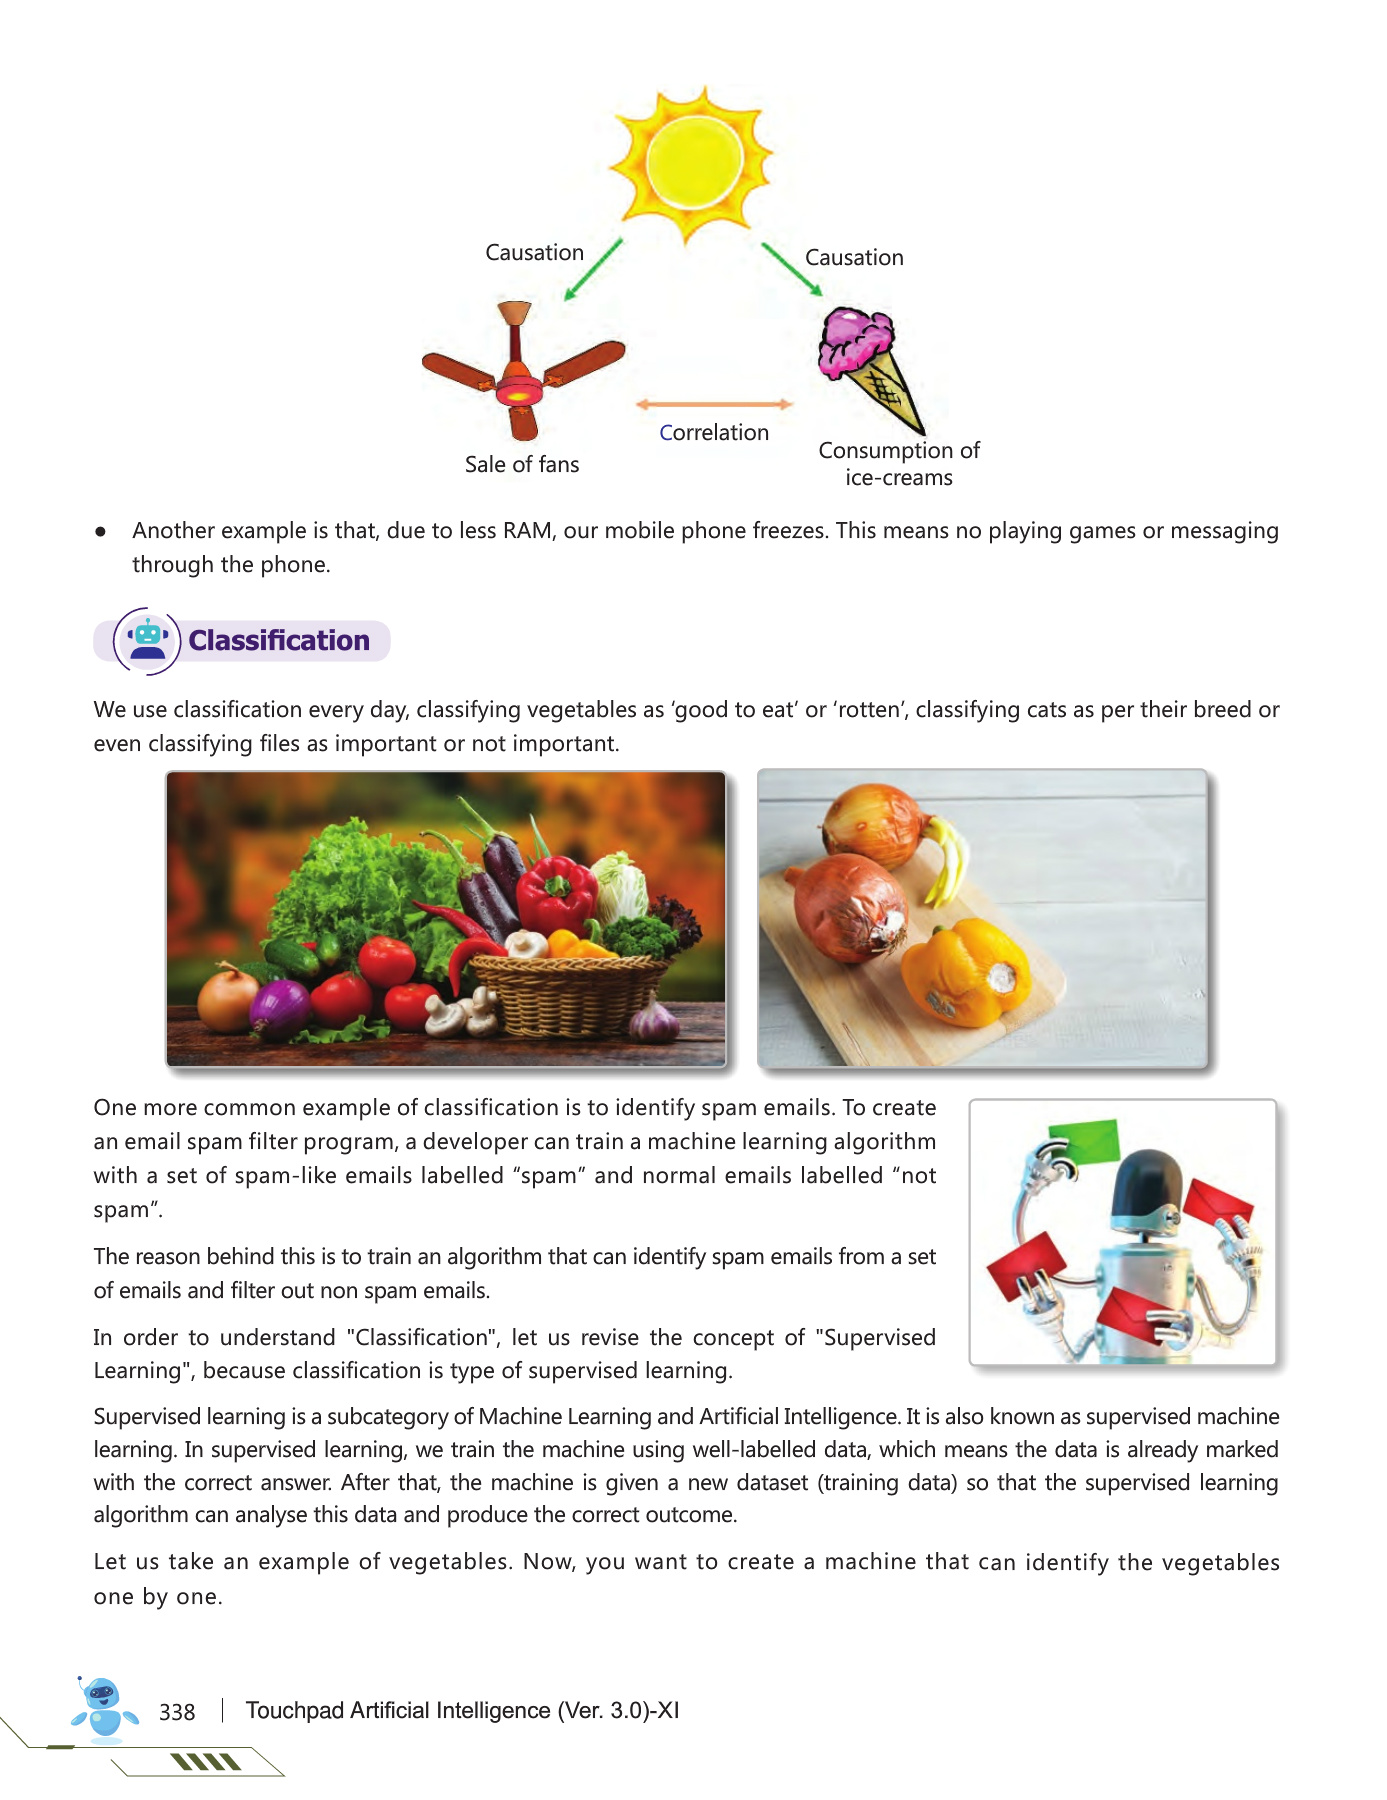 Causation
Causation
Correlation
Sale of fans
Consumption of
ice-creams
● Another example is that, due to less RAM, our mobile phone freezes. This means no playing games or messaging
through the phone.
Classification
We use classification every day, classifying vegetables as ‘good to eat’ or ‘rotten’, classifying cats as per their breed or
even classifying files as important or not important.
One more common example of classification is to identify spam emails. To create
an email spam filter program, a developer can train a machine learning algorithm
with a set of spam-like emails labelled “spam” and normal emails labelled “not
spam”.
The reason behind this is to train an algorithm that can identify spam emails from a set
of emails and filter out non spam emails.
In order to understand "Classification", let us revise the concept of "Supervised
Learning", because classification is type of supervised learning.
Supervised learning is a subcategory of Machine Learning and Artificial Intelligence. It is also known as supervised machine
learning. In supervised learning, we train the machine using well-labelled data, which means the data is already marked
with the correct answer. After that, the machine is given a new dataset (training data) so that the supervised learning
algorithm can analyse this data and produce the correct outcome.
Let us take an example of vegetables. Now, you want to create a machine that can identify the vegetables
one by one.
338
Touchpad Artificial Intelligence (Ver. 3.0)-XI